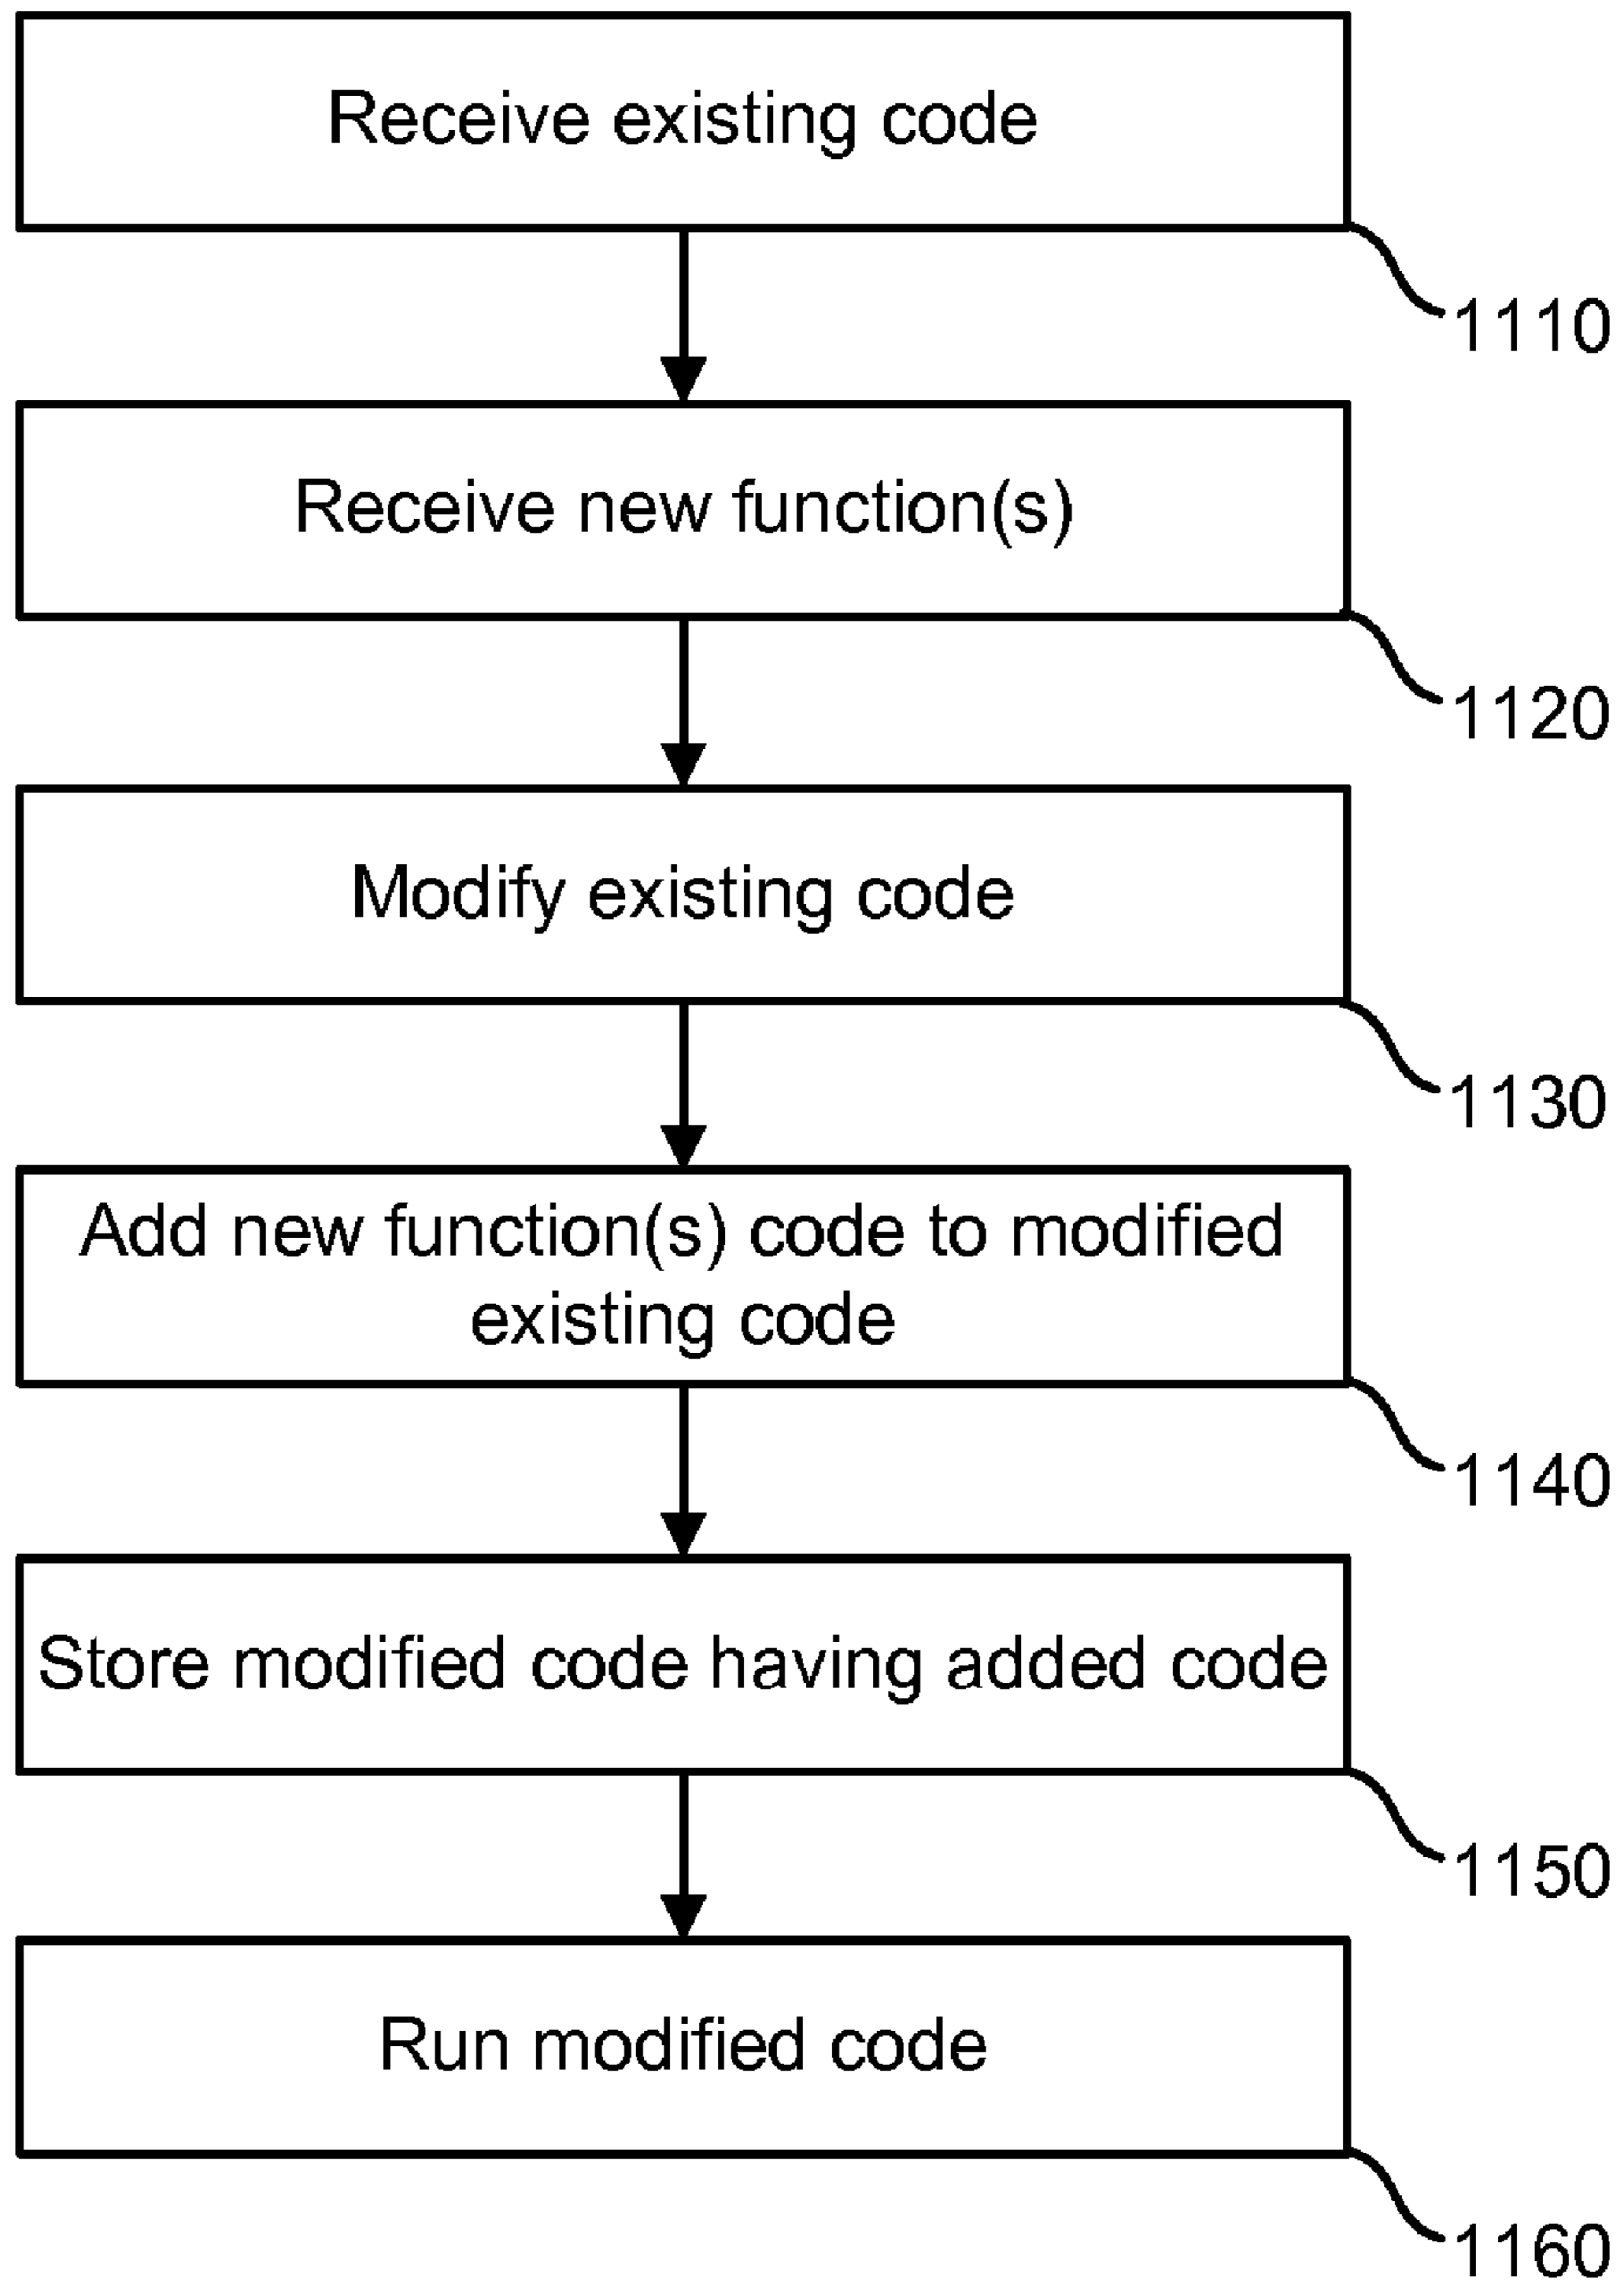 Receive existing code
1110
Receive new function(s)
1120
Modify existing code
1130
Add new function(s) code to modified
existing code
1140
Store modified code having added code
1150
Run modified code
1160